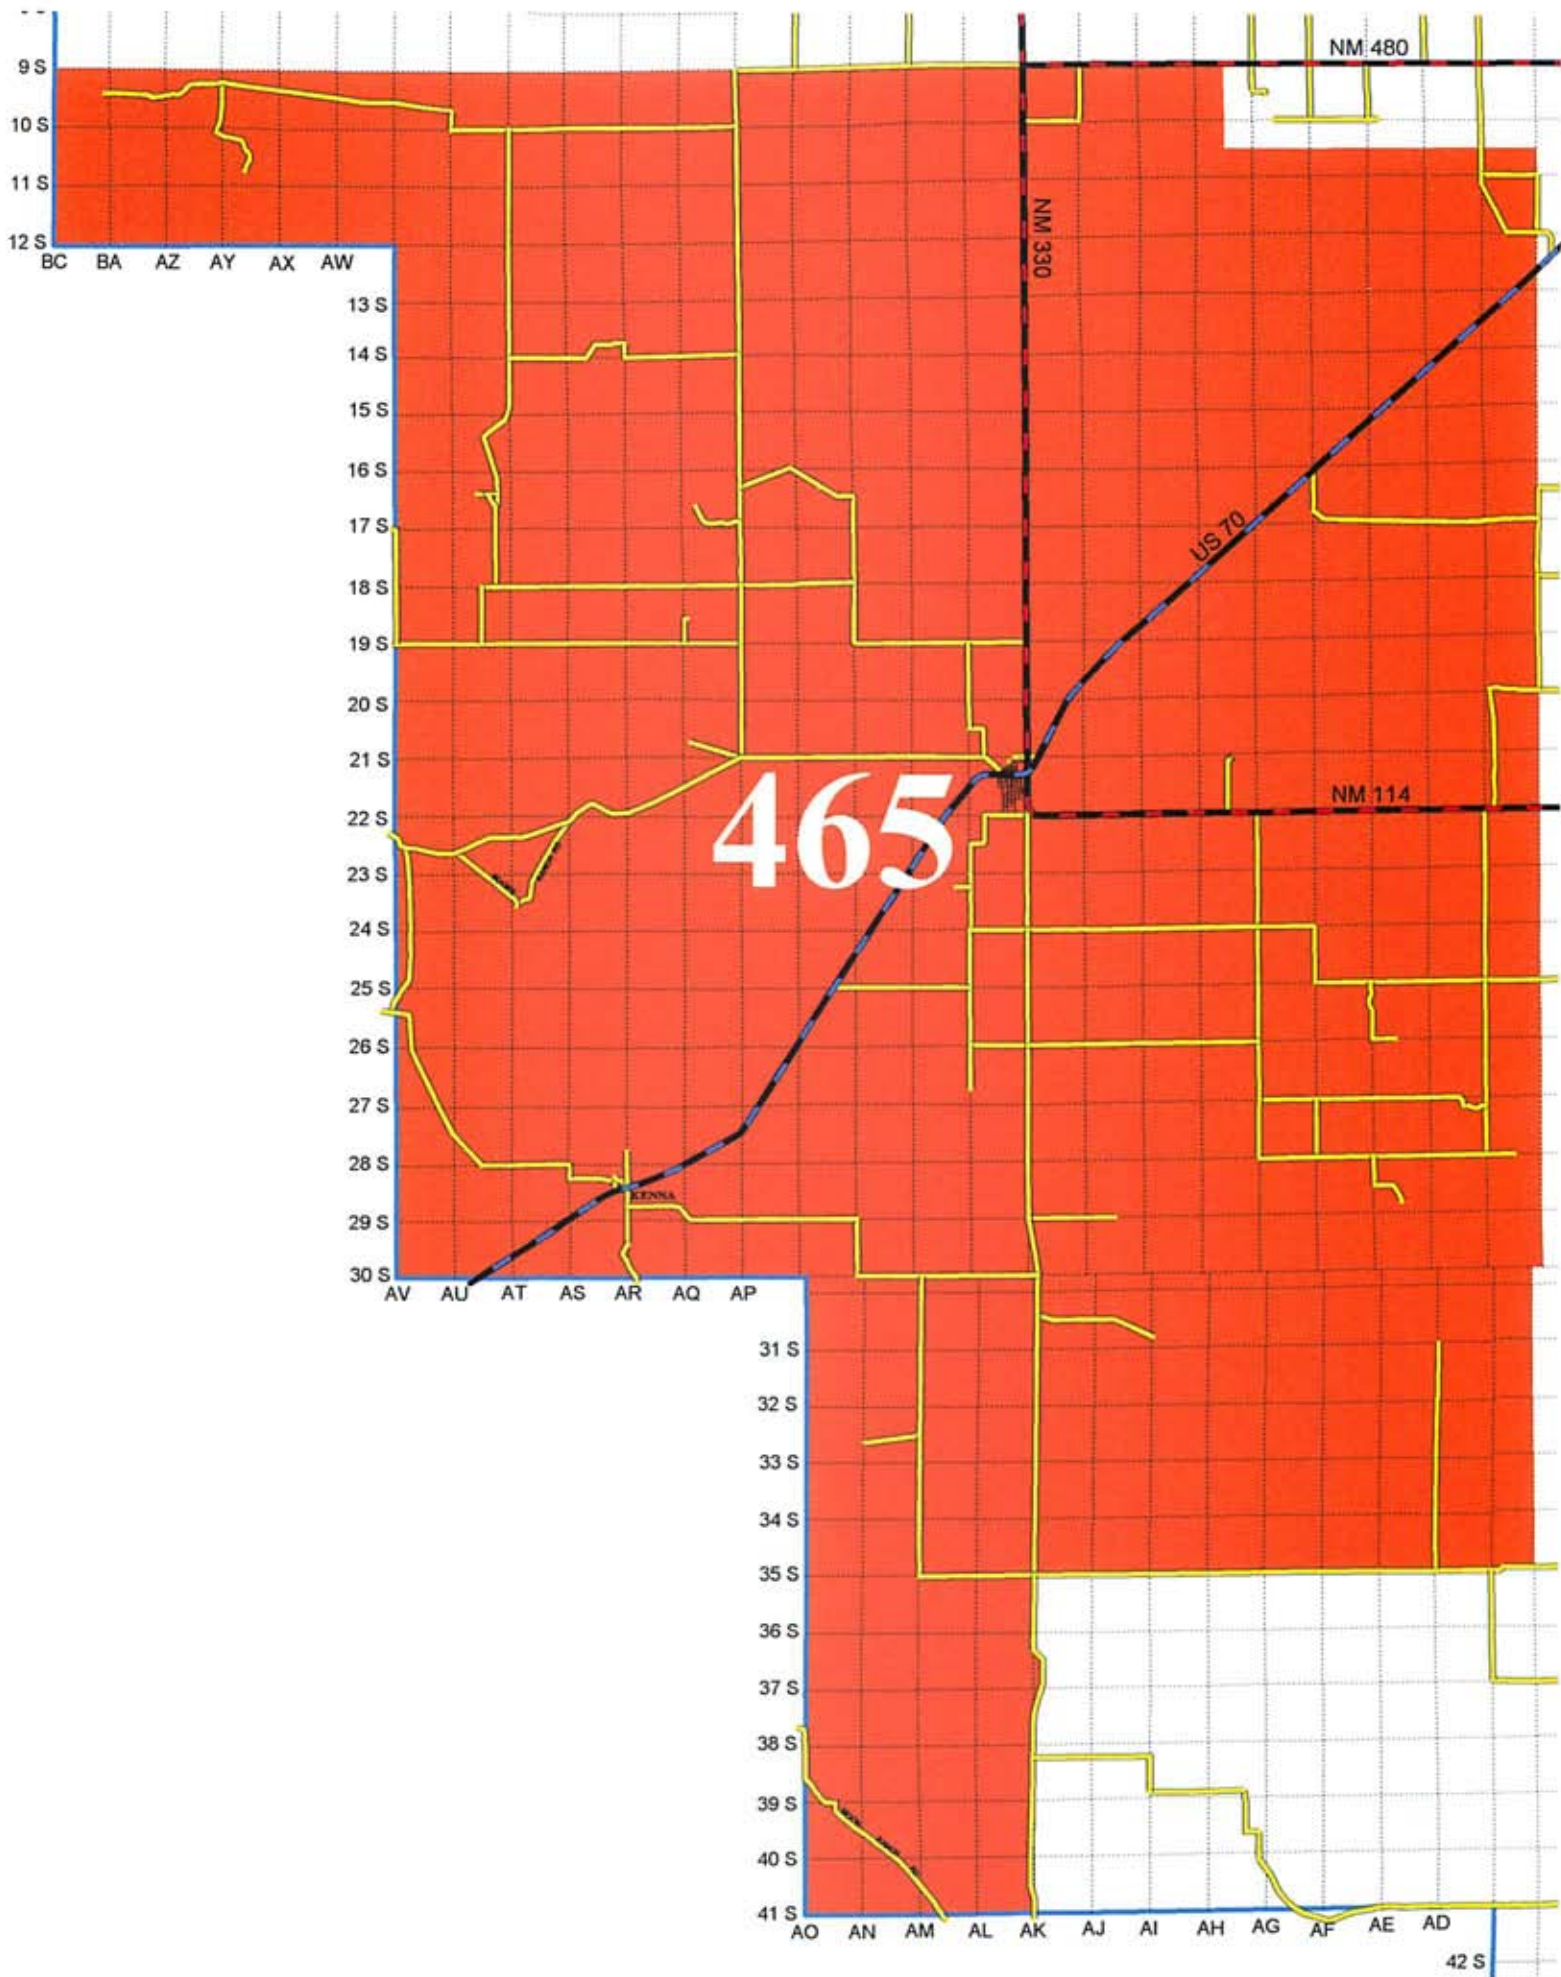 NM 480
9 S
10 S
11 S
12 S
BC BA AZ AY AX AW
NM 330
13 S
14 S
15 S
16 S
17 S
US 70
18 S
19 S
20 S
21 S
465
NM 114
22 S
23 S
24 S
25 S
26 S
27 S
28 S
KENNA
29 S
30 S
AV AU AT AS AR AQ AP
31 S
32 S
33 S
34 S
35 S
36 S
37 S
38 S
39 S
40 S
41 S
AO AN AM AL AK AJ AI AH AG AF AE AD
42 S